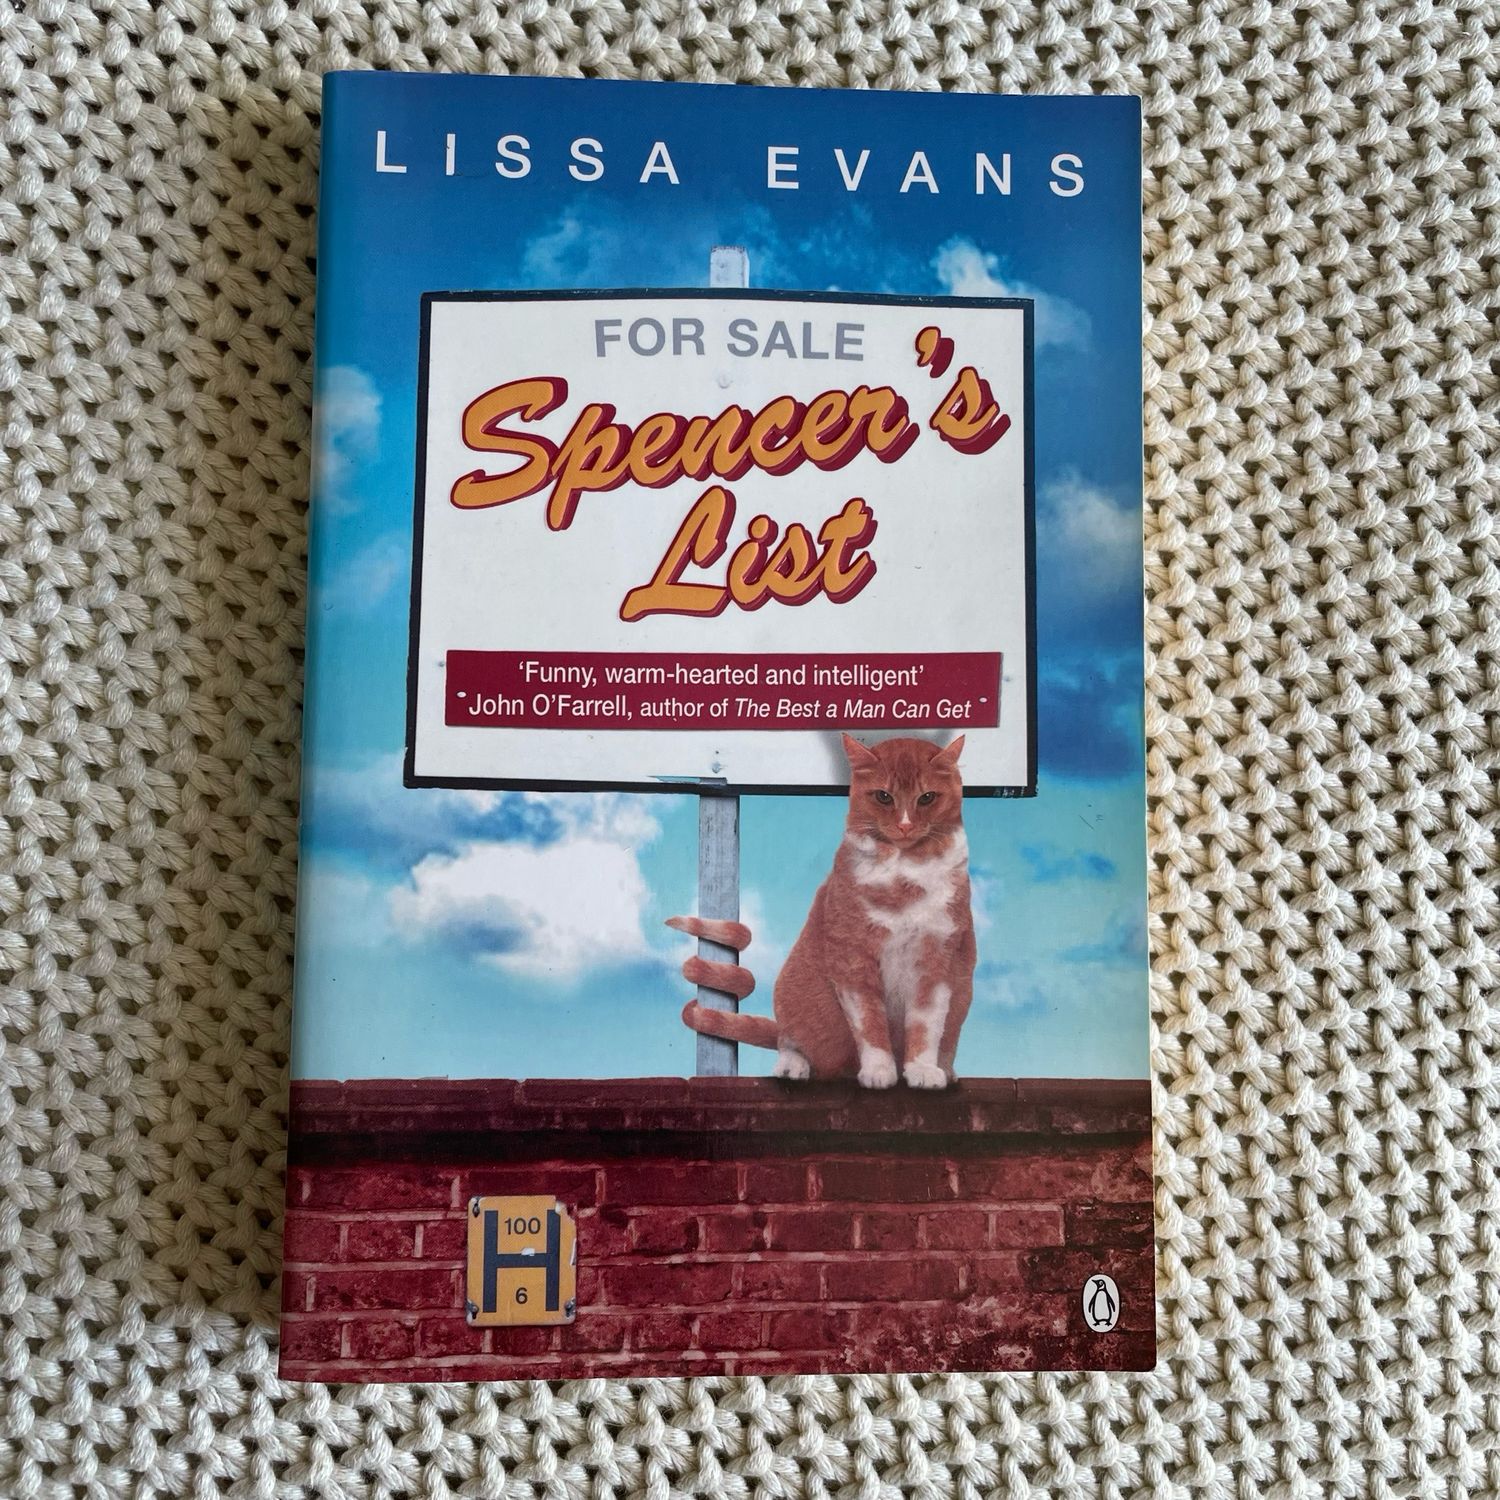 LISSA EVANS
FOR SALE
Spencer's
List
‘Funny, warm-hearted and intelligent’
John O’Farrell, author of The Best a Man Can Get
100
H
6